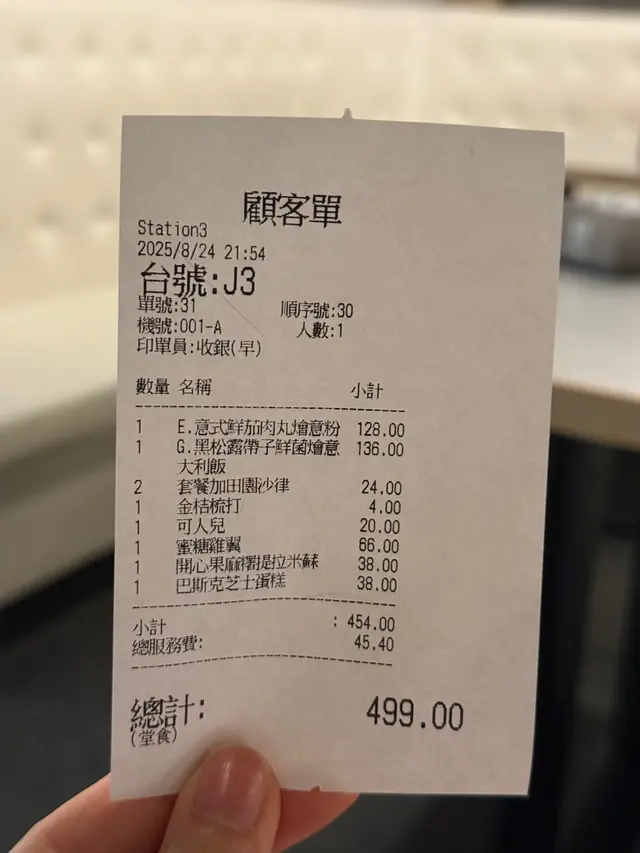 顧客單
Station3
2025/8/24 21:54
台號:J3
單號:31 順序號:30
機號:001-A 人數:1
印單員:收銀(早)
數量 名稱 小計
1 E.意式鮮茄肉丸燴意粉 128.00
1 G.黑松露帶子鮮菌燴意 136.00
大利飯
2 套餐加田園沙律 24.00
1 金桔梳打 4.00
1 可人兒 20.00
1 蜜糖雞翼 66.00
1 開心果麻糬提拉米蘇 38.00
1 巴斯克芝士蛋糕 38.00
小計 : 454.00
總服務費: 45.40
總計: 499.00
(堂食)